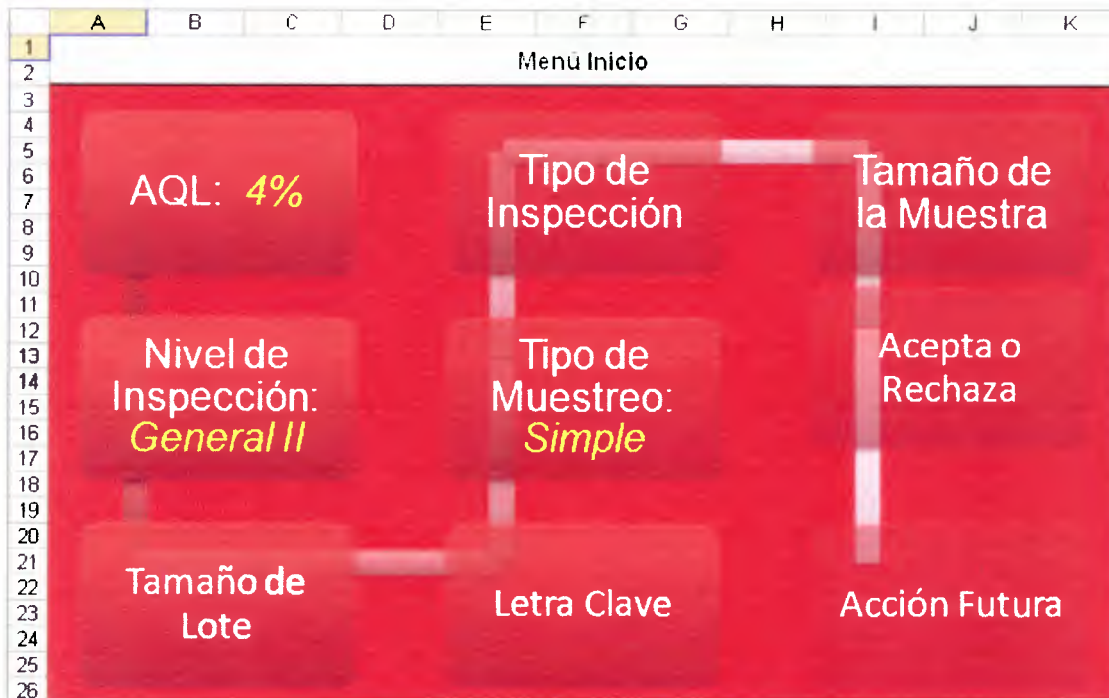 A B C D E F G H I J K
1
2
Menú Inicio
3
4
5
6
7
8
9
10
11
12
13
14
15
16
17
18
19
20
21
22
23
24
25
26
AQL: 4%
Nivel de
Inspección:
General II
Tamaño de
Lote
Letra Clave
Tipo de
Muestreo:
Simple
Tipo de
Inspección
Tamaño de
la Muestra
Acepta o
Rechaza
Acción Futura